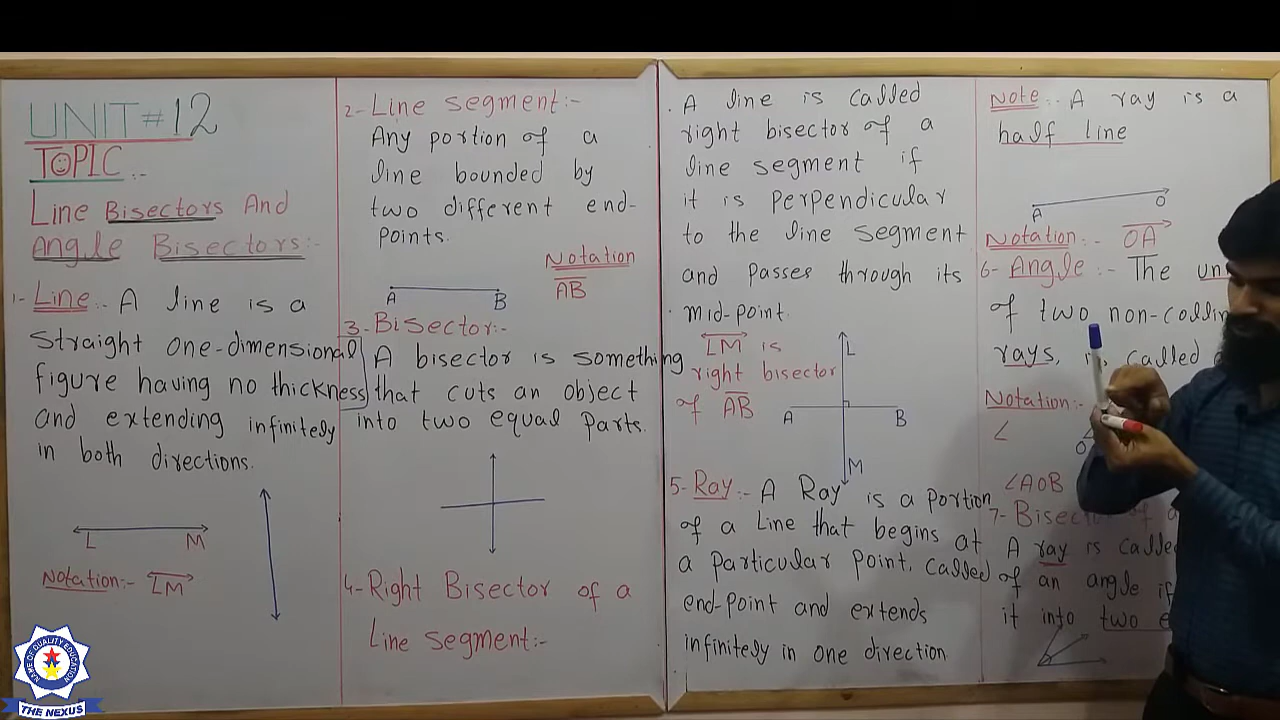 UNIT#12
TOPIC:-
Line Bisectors And
Angle Bisectors:-
1- Line:- A line is a
straight one-dimensional
figure having no thickness
and extending infinitely
in both directions.
L M
Notation:- LM
2- Line segment:-
Any portion of a
line bounded by
two different end-
points.
Notation
AB
A B
3- Bisector:-
A bisector is something
that cuts an object
into two equal parts.
4- Right Bisector of a
Line segment:-
A line is called
right bisector of a
line segment if
it is perpendicular
to the line segment
and passes through its
mid-point.
LM is
right bisector
of AB
L
A B
M
5- Ray:- A Ray is a portion
of a Line that begins at
a particular point, called
end-point and extends
infinitely in one direction
Note:- A ray is a
half line
A O
Notation:- OA
6- Angle:- The
of two
rays, called
Notation:-
∠
O
∠AOB
7-
A ray is
of an angle if
it into two
NAME OF QUALITY EDUCATION
THE NEXUS